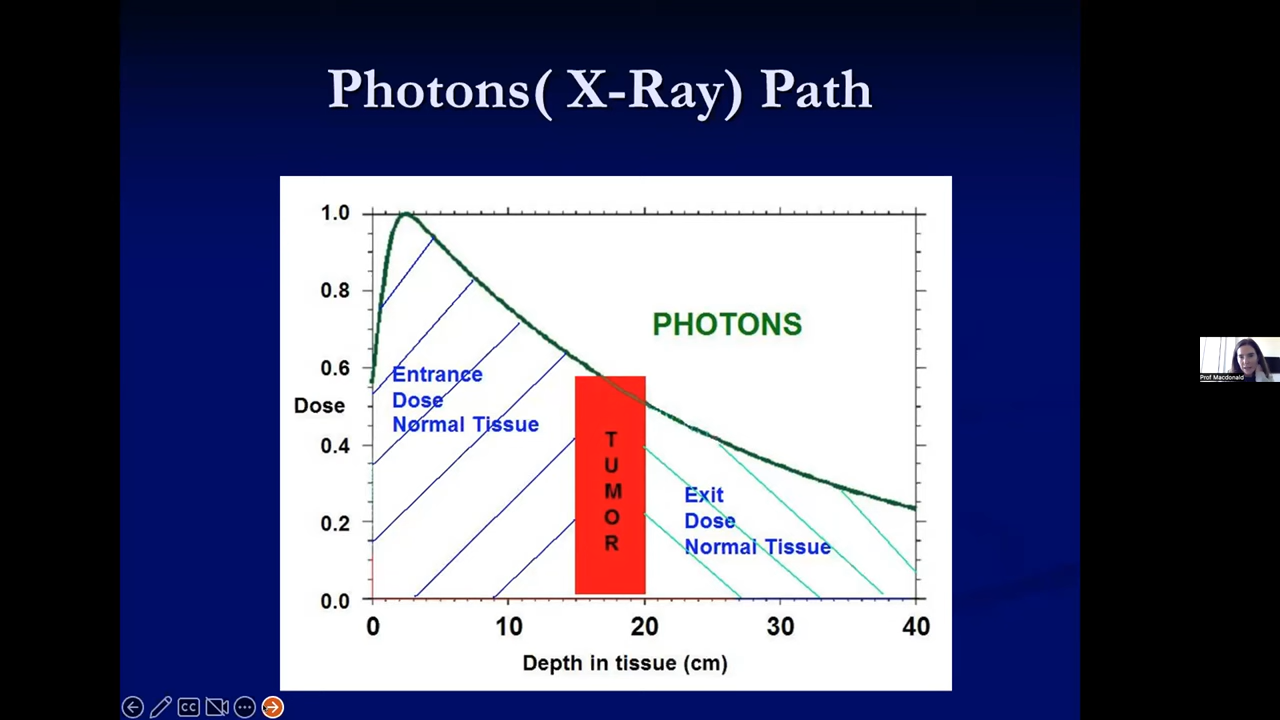 Photons( X-Ray) Path
1.0
0.8
0.6
Dose
0.4
0.2
0.0
PHOTONS
Entrance
Dose
Normal Tissue
T
U
M
O
R
Exit
Dose
Normal Tissue
0 10 20 30 40
Depth in tissue (cm)
Prof Macdonald
CC